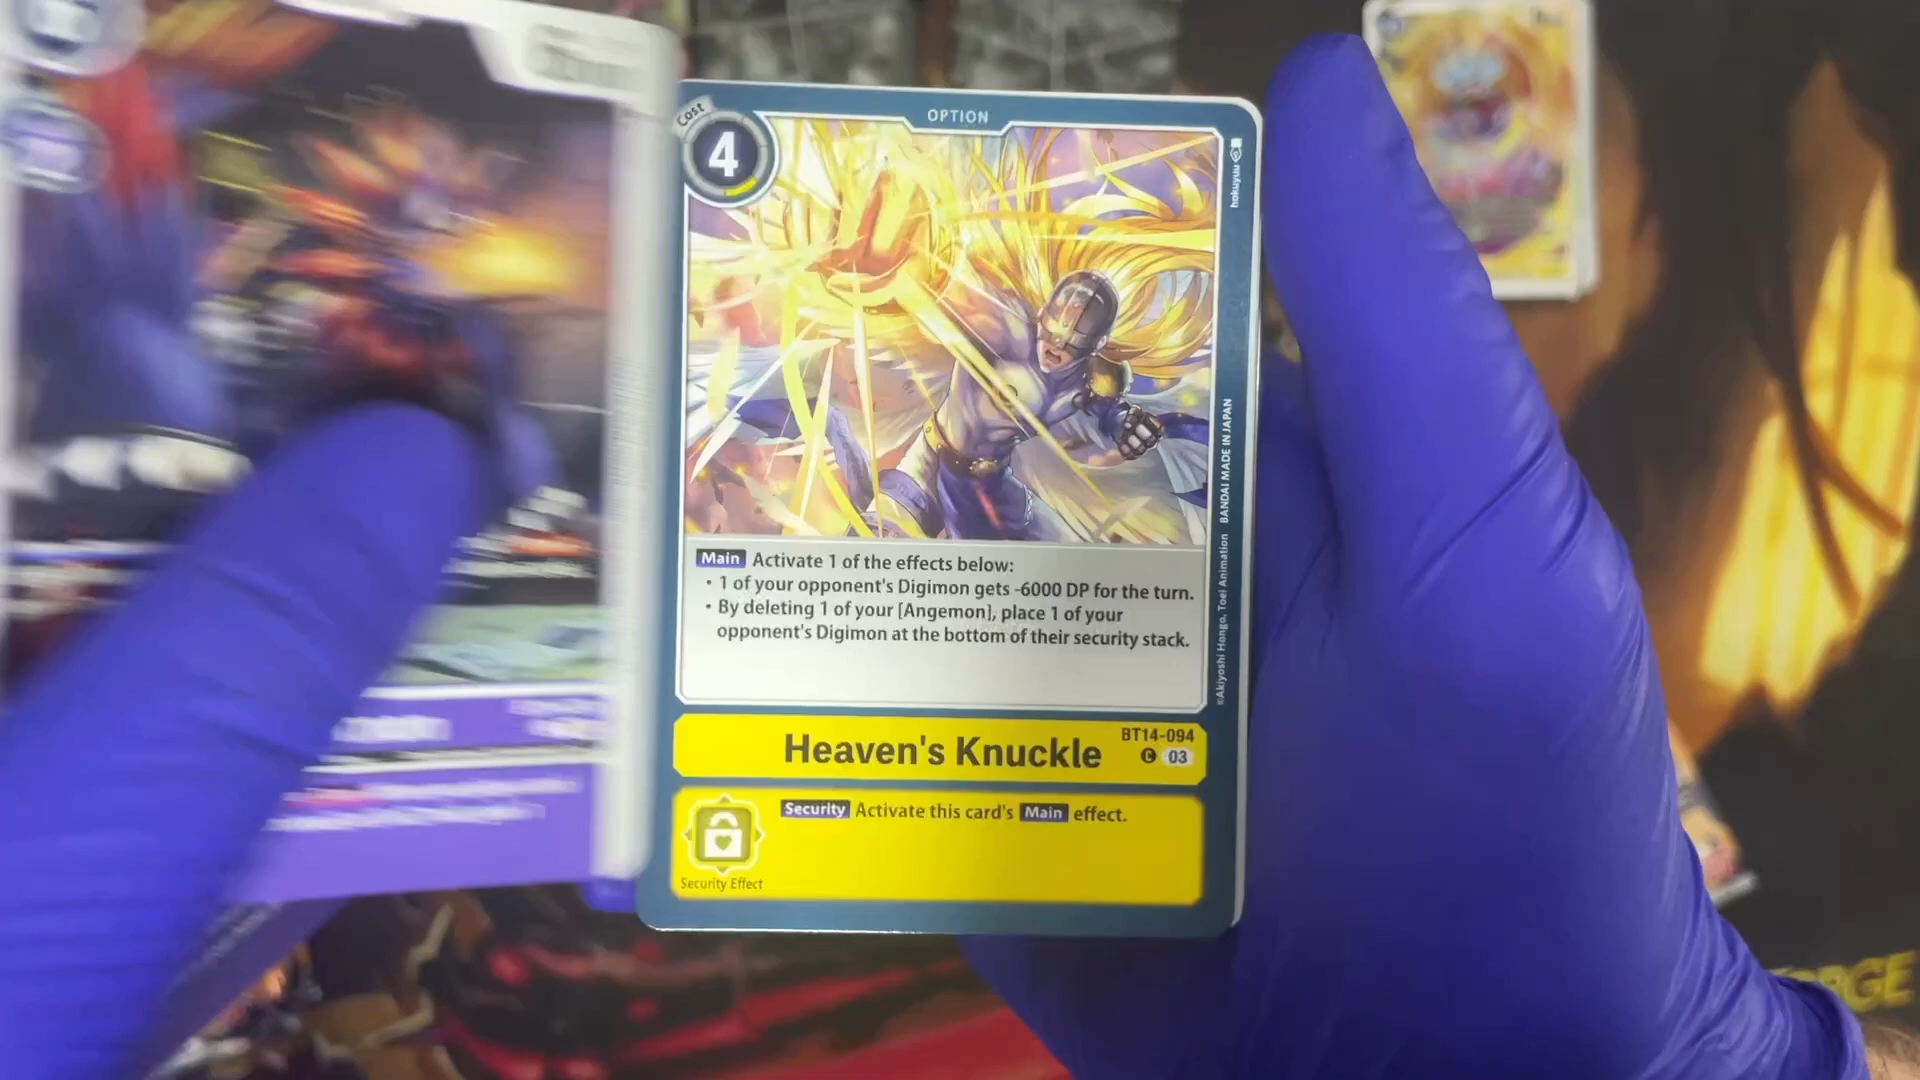 OPTION
Cost
4
hokuyuu
©Akiyoshi Hongo, Toei Animation BANDAI MADE IN JAPAN
Main Activate 1 of the effects below:
• 1 of your opponent's Digimon gets -6000 DP for the turn.
• By deleting 1 of your [Angemon], place 1 of your
opponent's Digimon at the bottom of their security stack.
BT14-094
Heaven's Knuckle
C 03
Security Activate this card's Main effect.
Security Effect